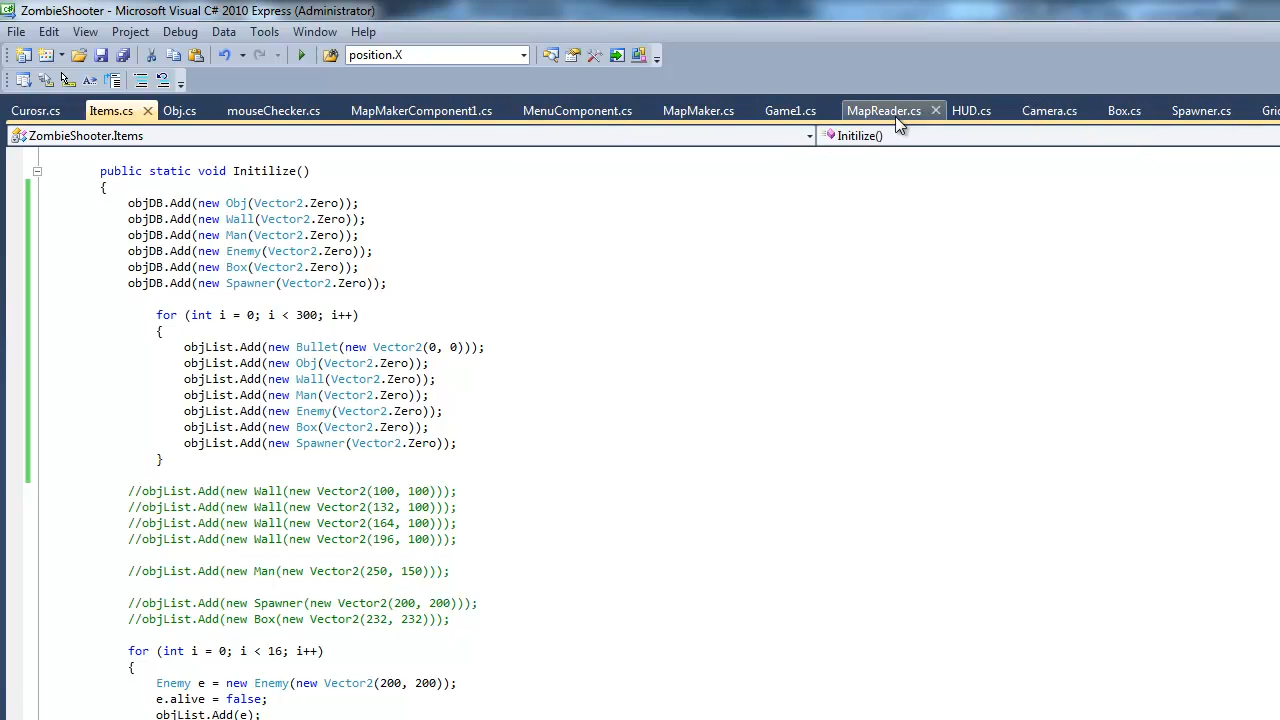 ZombieShooter - Microsoft Visual C# 2010 Express (Administrator)
File Edit View Project Debug Data Tools Window Help
position.X
Curosr.cs Items.cs Obj.cs mouseChecker.cs MapMakerComponent1.cs MenuComponent.cs MapMaker.cs Game1.cs MapReader.cs HUD.cs Camera.cs Box.cs Spawner.cs Gric
ZombieShooter.Items Initilize()
public static void Initilize()
{
objDB.Add(new Obj(Vector2.Zero));
objDB.Add(new Wall(Vector2.Zero));
objDB.Add(new Man(Vector2.Zero));
objDB.Add(new Enemy(Vector2.Zero));
objDB.Add(new Box(Vector2.Zero));
objDB.Add(new Spawner(Vector2.Zero));
for (int i = 0; i < 300; i++)
{
objList.Add(new Bullet(new Vector2(0, 0)));
objList.Add(new Obj(Vector2.Zero));
objList.Add(new Wall(Vector2.Zero));
objList.Add(new Man(Vector2.Zero));
objList.Add(new Enemy(Vector2.Zero));
objList.Add(new Box(Vector2.Zero));
objList.Add(new Spawner(Vector2.Zero));
}
//objList.Add(new Wall(new Vector2(100, 100)));
//objList.Add(new Wall(new Vector2(132, 100)));
//objList.Add(new Wall(new Vector2(164, 100)));
//objList.Add(new Wall(new Vector2(196, 100)));
//objList.Add(new Man(new Vector2(250, 150)));
//objList.Add(new Spawner(new Vector2(200, 200)));
//objList.Add(new Box(new Vector2(232, 232)));
for (int i = 0; i < 16; i++)
{
Enemy e = new Enemy(new Vector2(200, 200));
e.alive = false;
objList.Add(e);